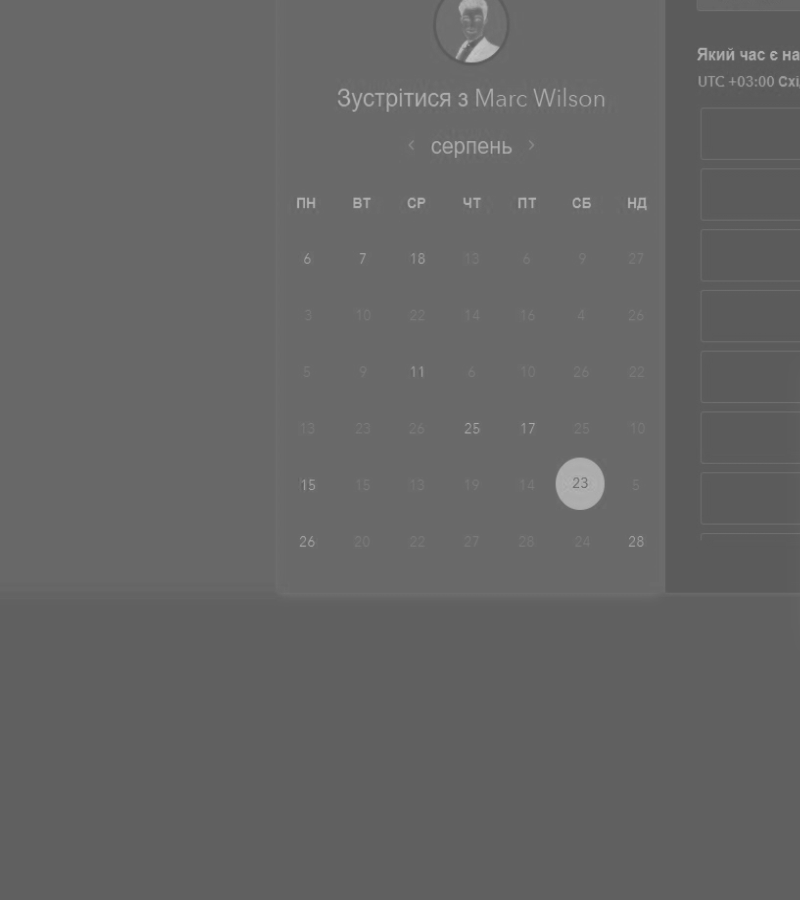 Зустрітися з Marc Wilson
‹ серпень ›
ПН ВТ СР ЧТ ПТ СБ НД
6 7 18 15 6 9 27
3 10 22 14 16 4 26
5 9 11 6 10 26 22
13 23 26 25 17 25 10
15 15 13 19 14 23 5
26 20 22 27 28 24 28
Який час є на
UTC +03:00 Схі